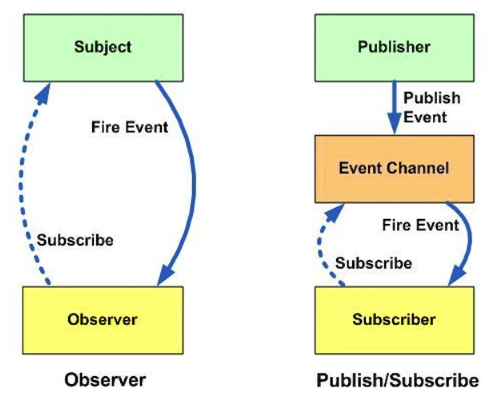 Subject
Fire Event
Subscribe
Observer
Observer
Publisher
Publish
Event
Event Channel
Fire Event
Subscribe
Subscriber
Publish/Subscribe